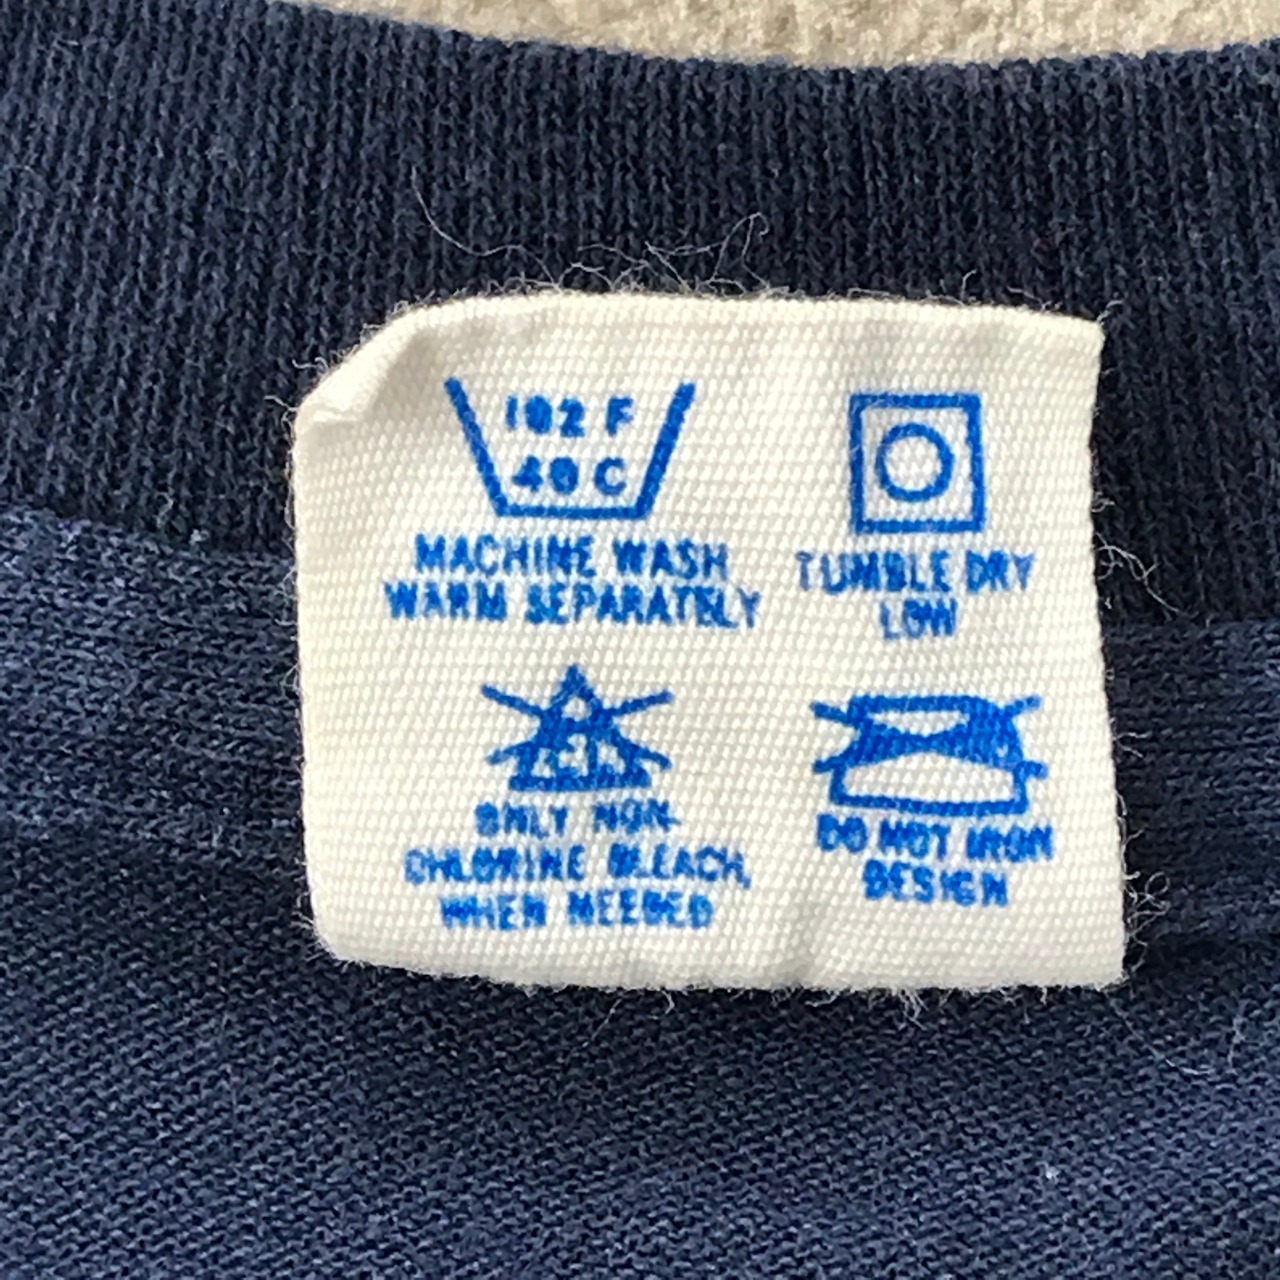 102 F
40 C
MACHINE WASH
WARM SEPARATELY
TUMBLE DRY
LOW
CL
ONLY NON-
CHLORINE BLEACH,
WHEN NEEDED
DO NOT IRON
DESIGN